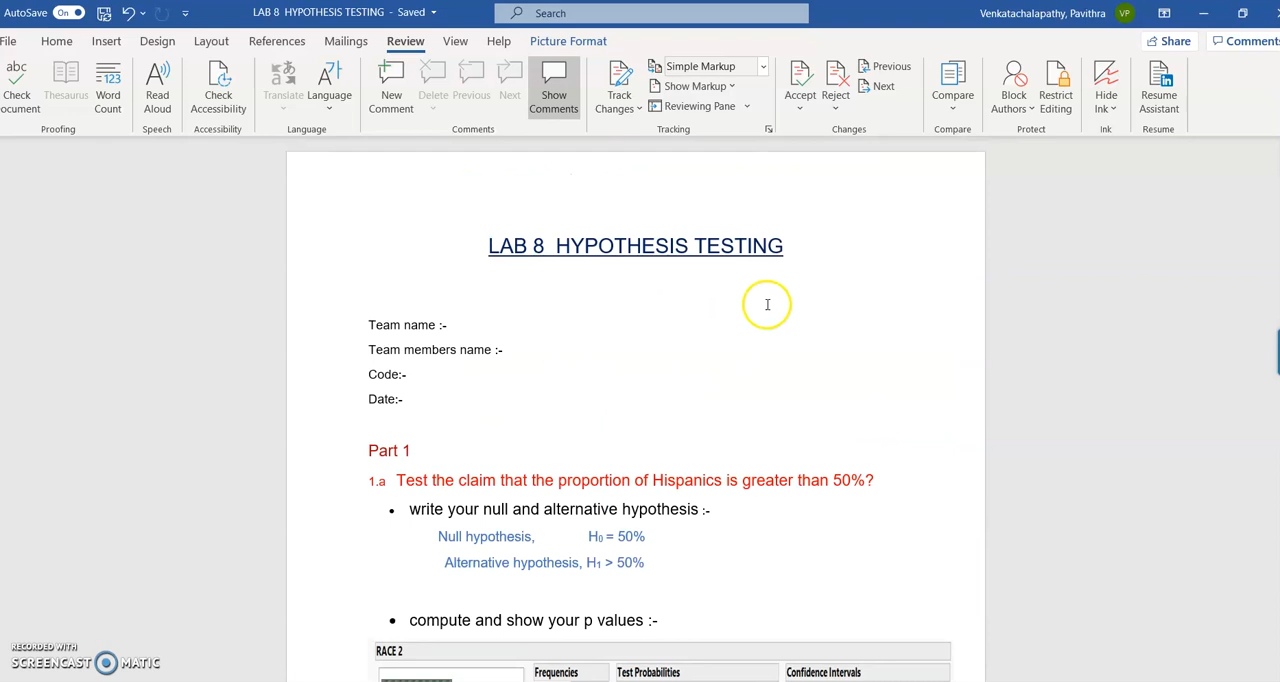 AutoSave On LAB 8 HYPOTHESIS TESTING - Saved Search Venkatachalapathy, Pavithra VP
File Home Insert Design Layout References Mailings Review View Help Picture Format Share Comments
abc Check Document
Thesaurus
123 Word Count
Proofing
A Read Aloud
Speech
Check Accessibility
Accessibility
Translate
Language
Language
New Comment
Delete
Previous
Next
Show Comments
Comments
Track Changes
Simple Markup
Show Markup
Reviewing Pane
Tracking
Accept
Reject
Previous
Next
Changes
Compare
Compare
Block Authors
Restrict Editing
Protect
Hide Ink
Ink
Resume Assistant
Resume
LAB 8 HYPOTHESIS TESTING
Team name :-
Team members name :-
Code:-
Date:-
Part 1
1.a Test the claim that the proportion of Hispanics is greater than 50%?
• write your null and alternative hypothesis :-
Null hypothesis, H₀ = 50%
Alternative hypothesis, H₁ > 50%
• compute and show your p values :-
RACE 2
Frequencies Test Probabilities Confidence Intervals
RECORDED WITH
SCREENCAST MATIC